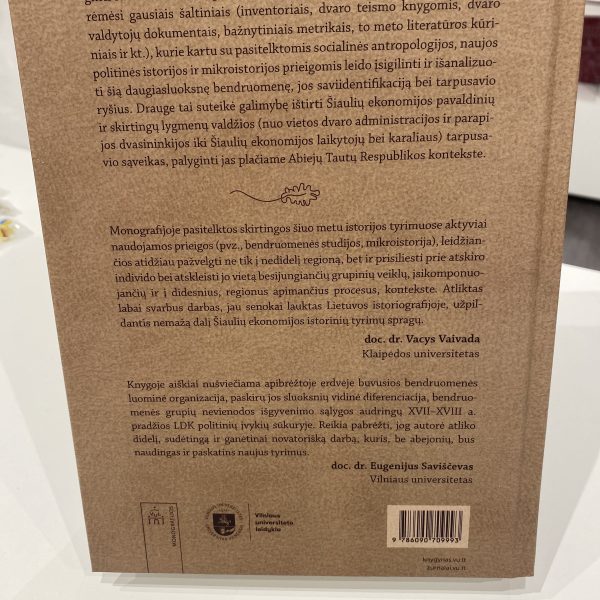 rėmėsi gausiais šaltiniais (inventoriais, dvaro teismo knygomis, dvaro
valdytojų dokumentais, bažnytiniais metrikais, to meto literatūros kūri-
niais ir kt.), kurie kartu su pasitelktomis socialinės antropologijos, naujos
politinės istorijos ir mikroistorijos prieigomis leido įsigilinti ir išanalizuo-
ti šią daugiasluoksnę bendruomenę, jos saviidentifikaciją bei tarpusavio
ryšius. Drauge tai suteikė galimybę ištirti Šiaulių ekonomijos pavaldinių
ir skirtingų lygmenų valdžios (nuo vietos dvaro administracijos ir parapi-
jos dvasininkijos iki Šiaulių ekonomijos laikytojų bei karaliaus) tarpusa-
vio sąveikas, palyginti jas plačiame Abiejų Tautų Respublikos kontekste.
Monografijoje pasitelktos skirtingos šiuo metu istorijos tyrimuose aktyviai
naudojamos prieigos (pvz., bendruomenės studijos, mikroistorija), leidžian-
čios atidžiau pažvelgti ne tik į nedidelį regioną, bet ir prisiliesti prie atskiro
individo bei atskleisti jo vietą besijungiančių grupinių veiklų, įsikomponuo-
jančių ir į didesnius, regionus apimančius procesus, kontekste. Atliktas
labai svarbus darbas, jau senokai lauktas Lietuvos istoriografijoje, užpil-
dantis nemažą dalį Šiaulių ekonomijos istorinių tyrimų spragų.
doc. dr. Vacys Vaivada
Klaipėdos universitetas
Knygoje aiškiai nušviečiama apibrėžtoje erdvėje buvusios bendruomenės
luominė organizacija, paskirų jos sluoksnių vidinė diferenciacija, bendruo-
menės grupių nevienodos išgyvenimo sąlygos audringų XVII–XVIII a.
pradžios LDK politinių įvykių sūkuryje. Reikia pabrėžti, jog autorė atliko
didelį, sudėtingą ir ganėtinai novatorišką darbą, kuris, be abejonių, bus
naudingas ir paskatins naujus tyrimus.
doc. dr. Eugenijus Saviščevas
Vilniaus universitetas
MONOGRAFIJOS
Vilniaus
universiteto
leidykla
9 786090 709993
knygynas.vu.lt
zurnalai.vu.lt